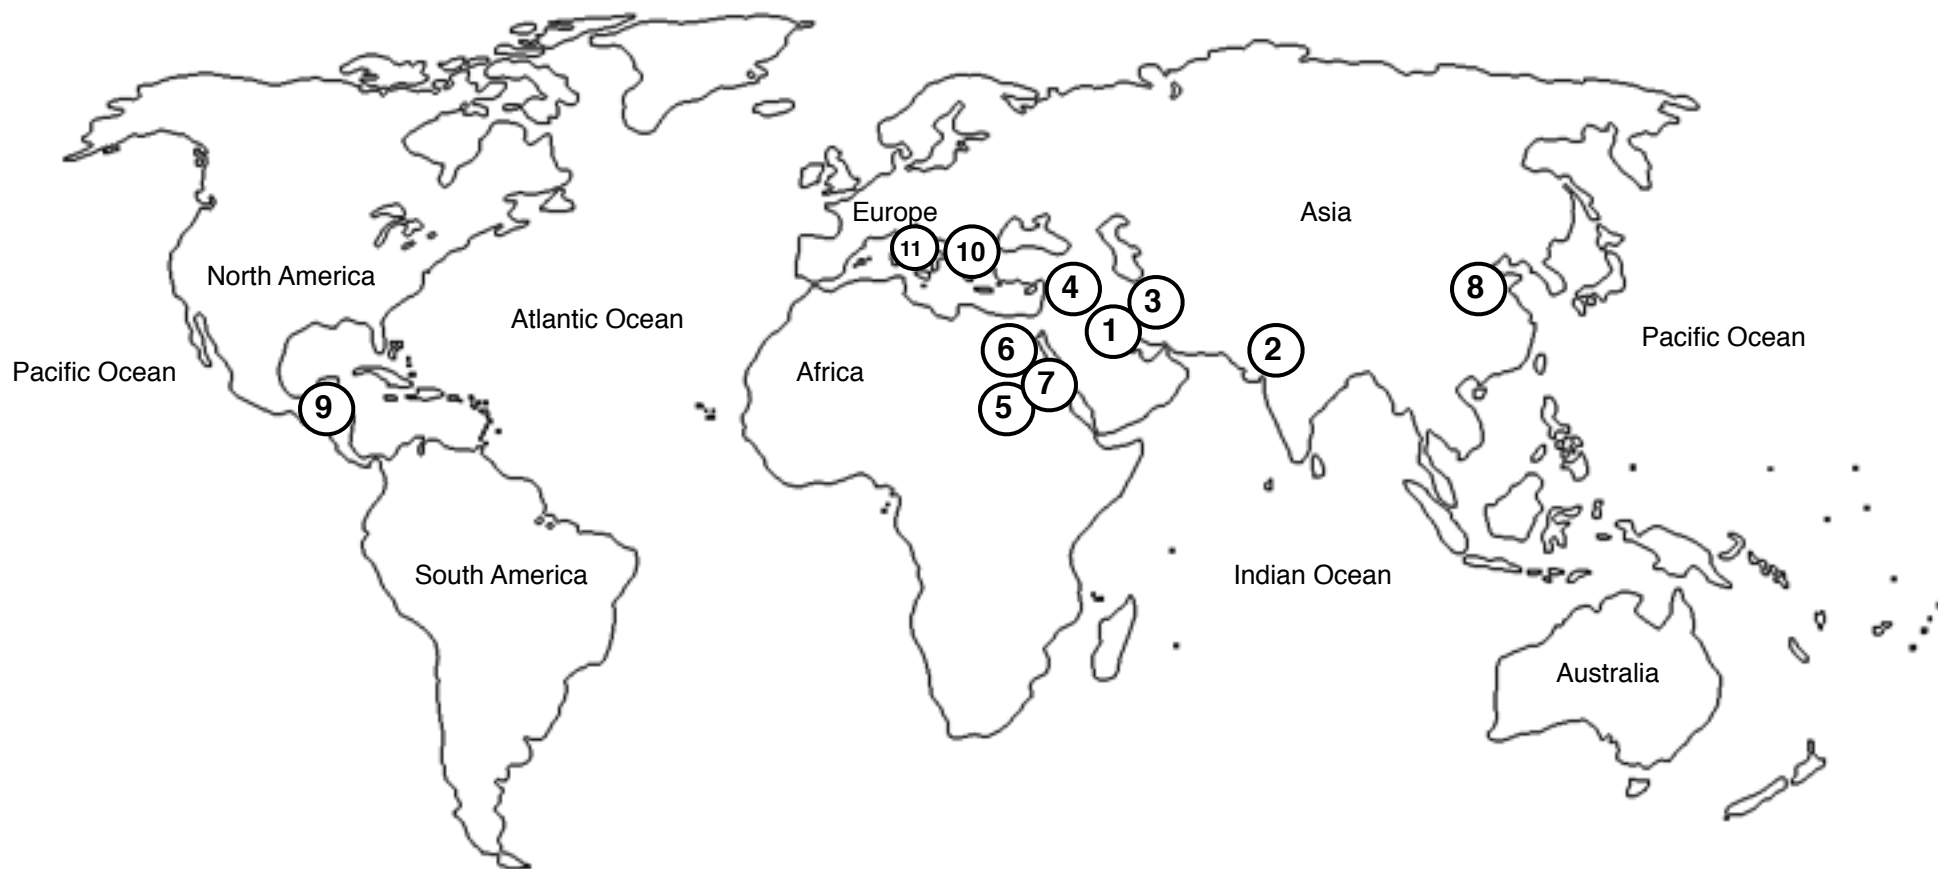 Europe
Asia
11
10
North America
4
8
3
Atlantic Ocean
1
Pacific Ocean
6
2
Pacific Ocean
Africa
7
9
5
South America
Indian Ocean
Australia